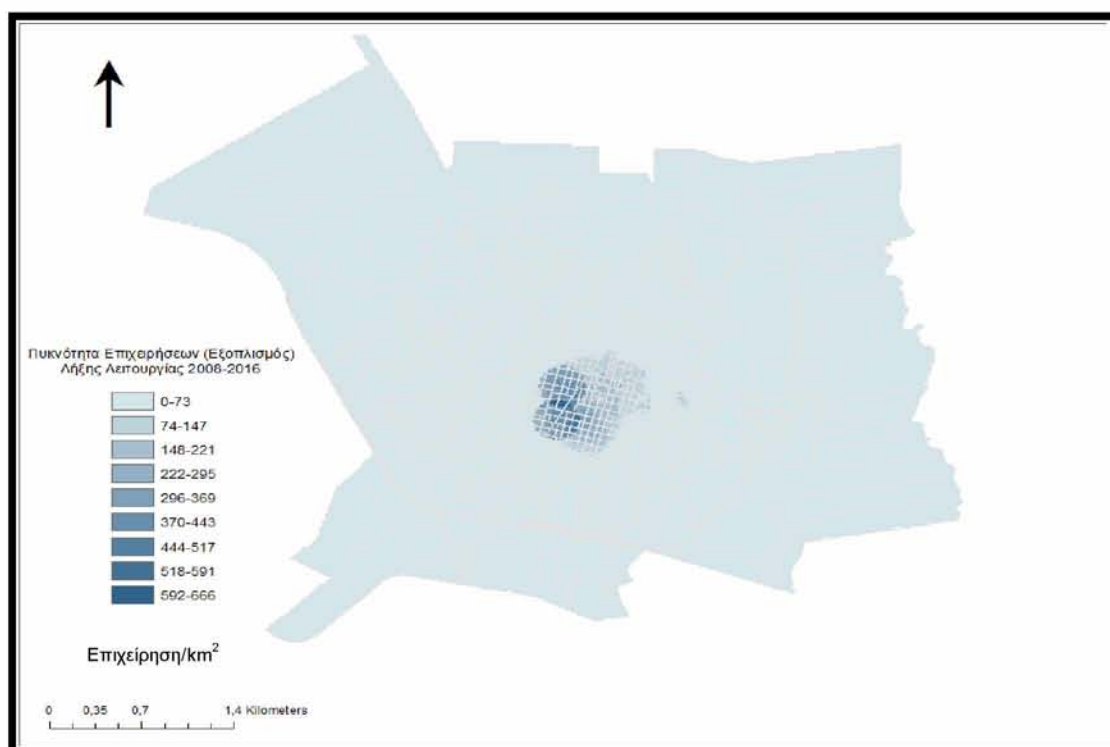 Πυκνότητα Επιχειρήσεων (Εξοπλισμός)
Λήξης Λειτουργίας 2008-2016
0-73
74-147
148-221
222-295
296-369
370-443
444-517
518-591
592-666
Επιχείρηση/km²
0 0,35 0,7 1,4 Kilometers